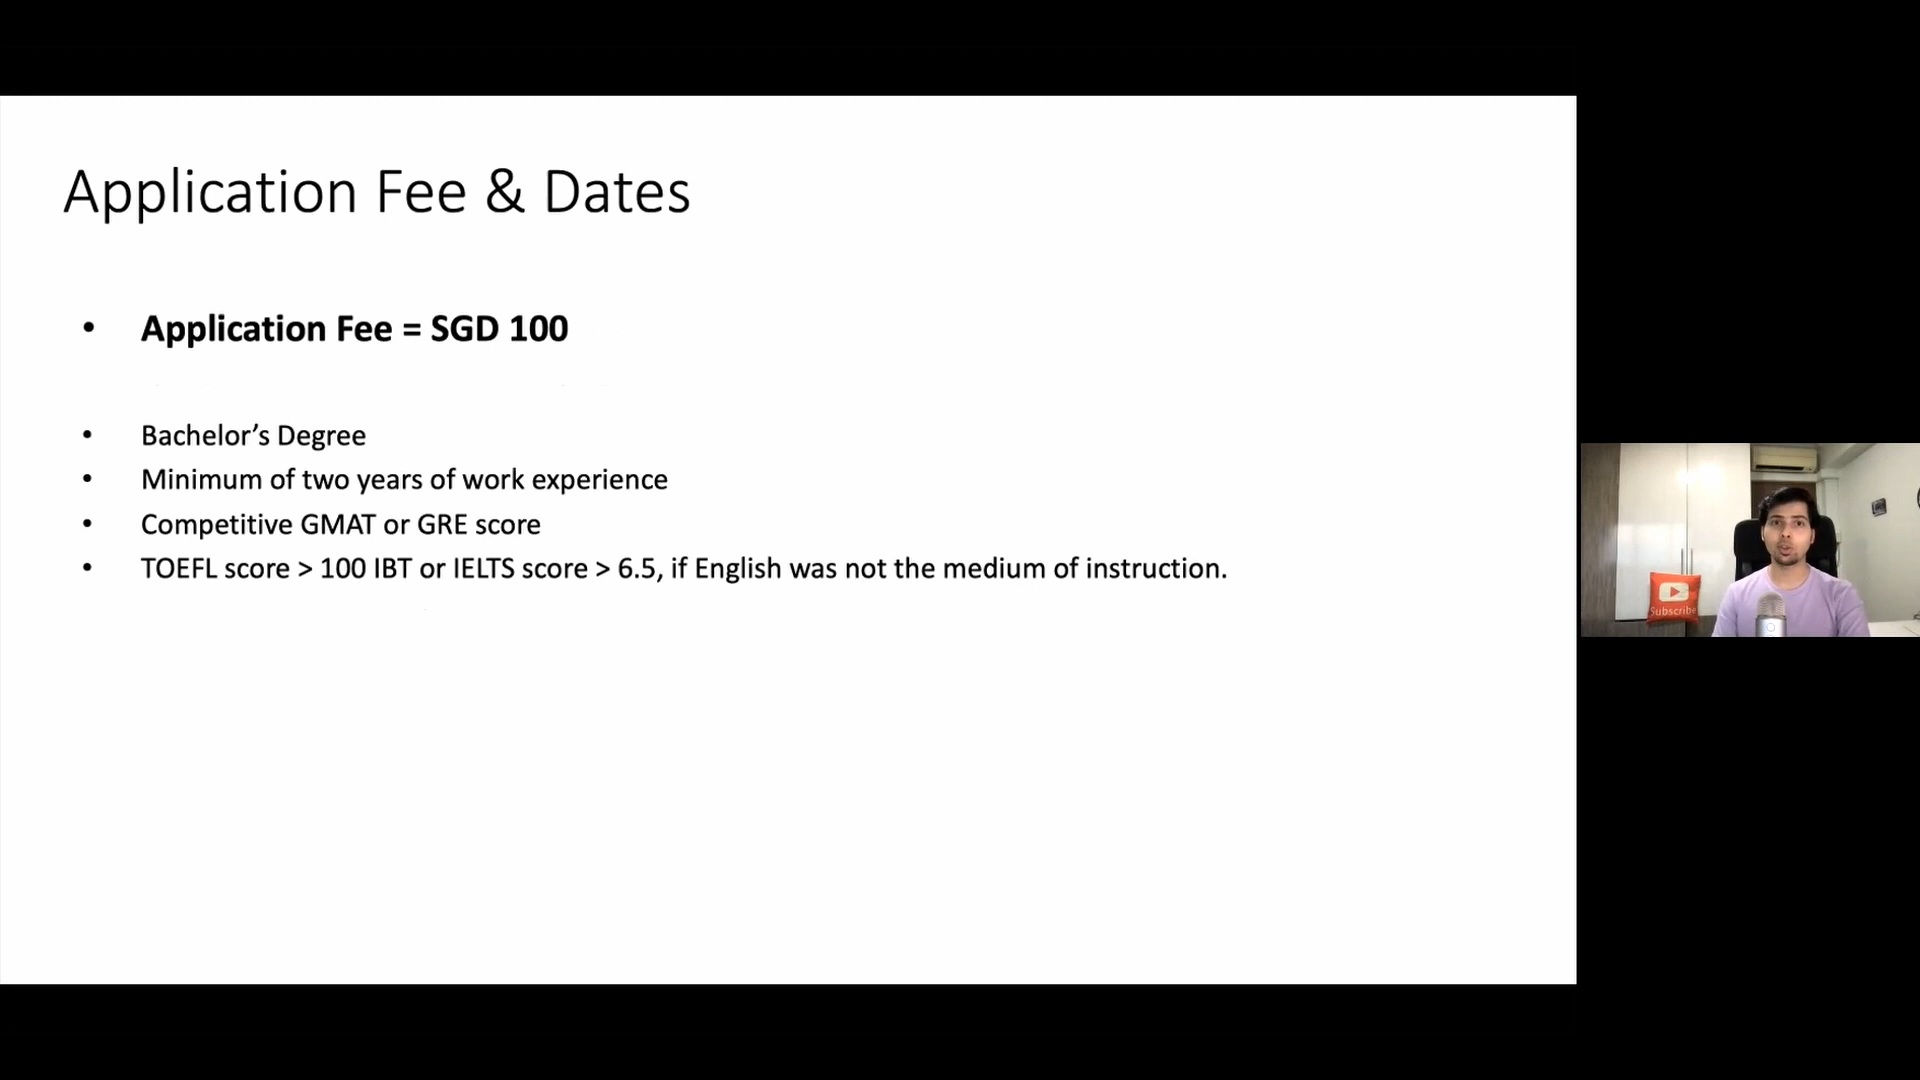 Application Fee & Dates
• Application Fee = SGD 100
• Bachelor’s Degree
• Minimum of two years of work experience
• Competitive GMAT or GRE score
• TOEFL score > 100 IBT or IELTS score > 6.5, if English was not the medium of instruction.
Subscribe